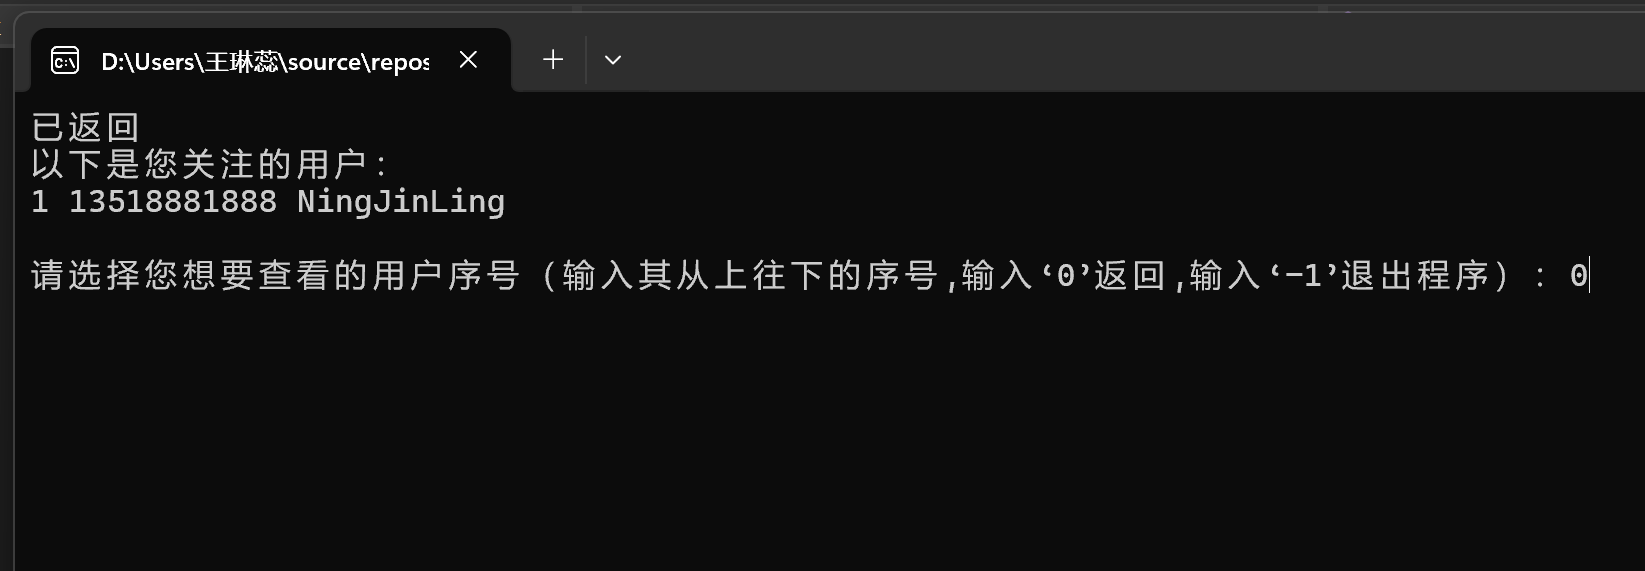 D:\Users\王琳蕊\source\repos
已返回
以下是您关注的用户：
1 13518881888 NingJinLing
请选择您想要查看的用户序号（输入其从上往下的序号,输入‘0’返回,输入‘-1’退出程序）：0